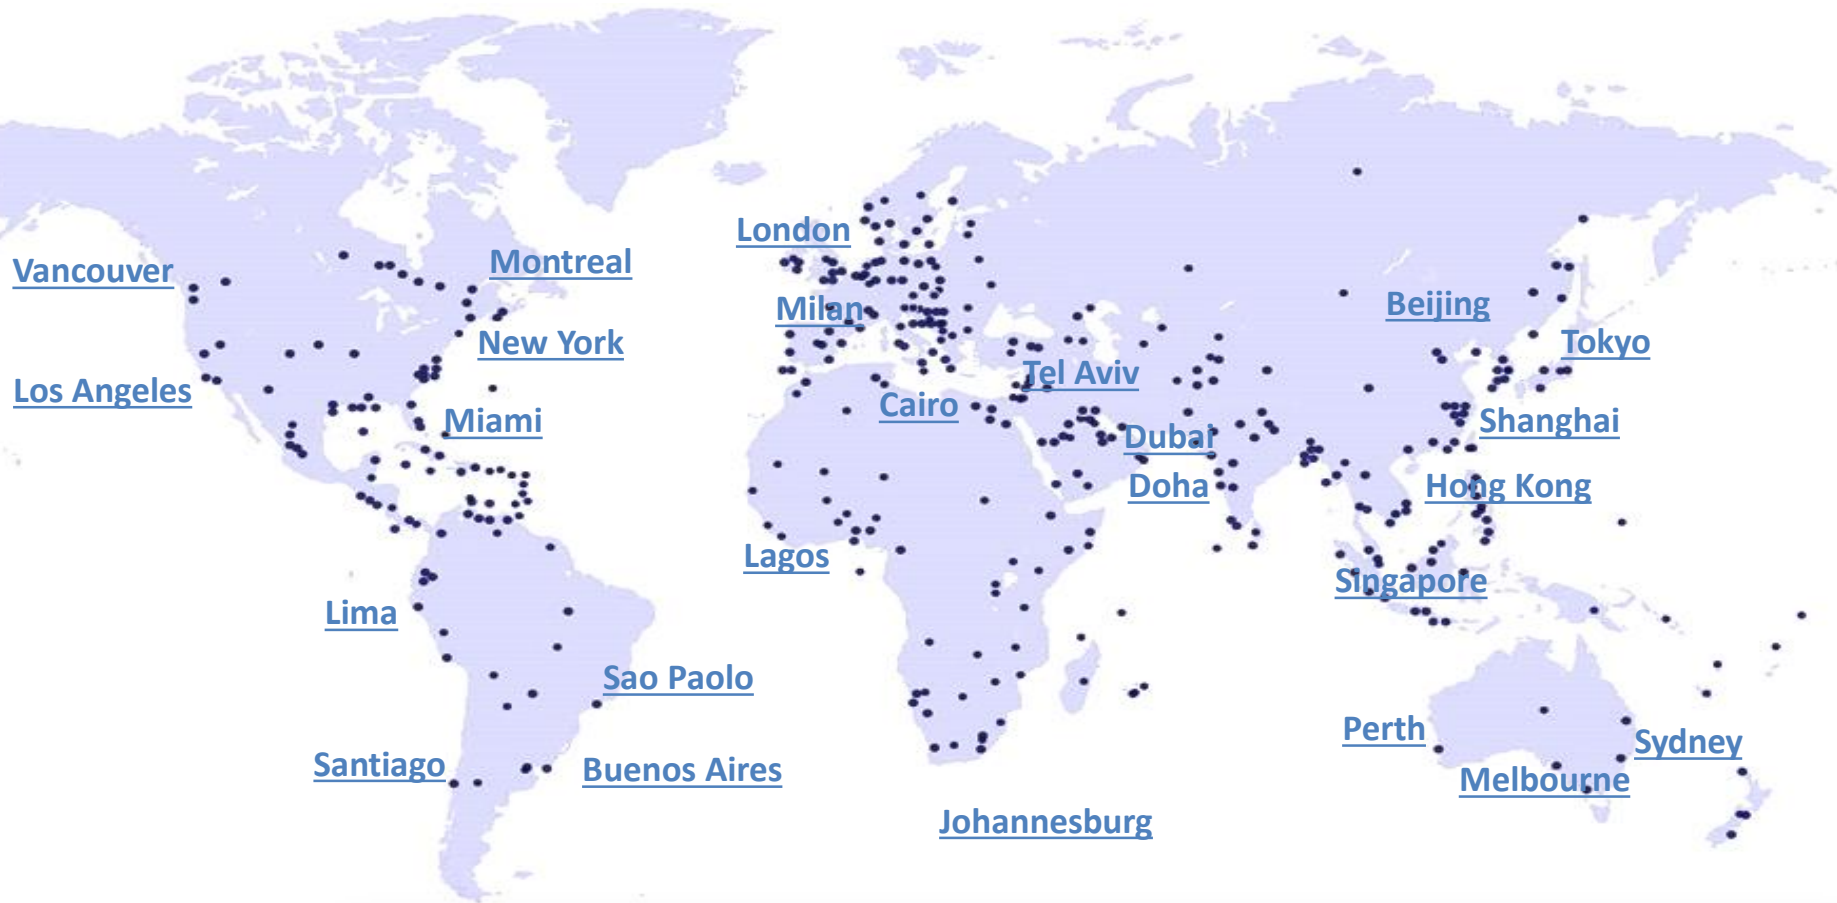 London
Montreal
Vancouver
Beijing
Milan
New York
Tokyo
Tel Aviv
Los Angeles
Cairo
Miami
Shanghai
Dubai
Doha
Hong Kong
Lagos
Singapore
Lima
Sao Paolo
Perth
Sydney
Santiago
Buenos Aires
Melbourne
Johannesburg